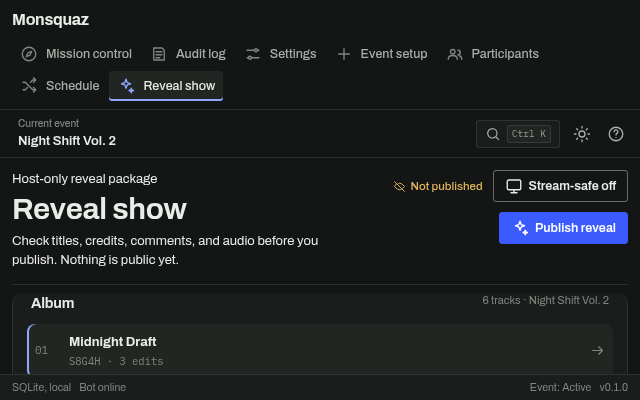 Monsquaz
Mission control
Audit log
Settings
Event setup
Participants
Schedule
Reveal show
Current event
Night Shift Vol. 2
Ctrl K
Host-only reveal package
Reveal show
Check titles, credits, comments, and audio before you
publish. Nothing is public yet.
Not published
Stream-safe off
Publish reveal
Album
6 tracks · Night Shift Vol. 2
01
Midnight Draft
S8G4H · 3 edits
SQLite, local
Bot online
Event: Active
v0.1.0